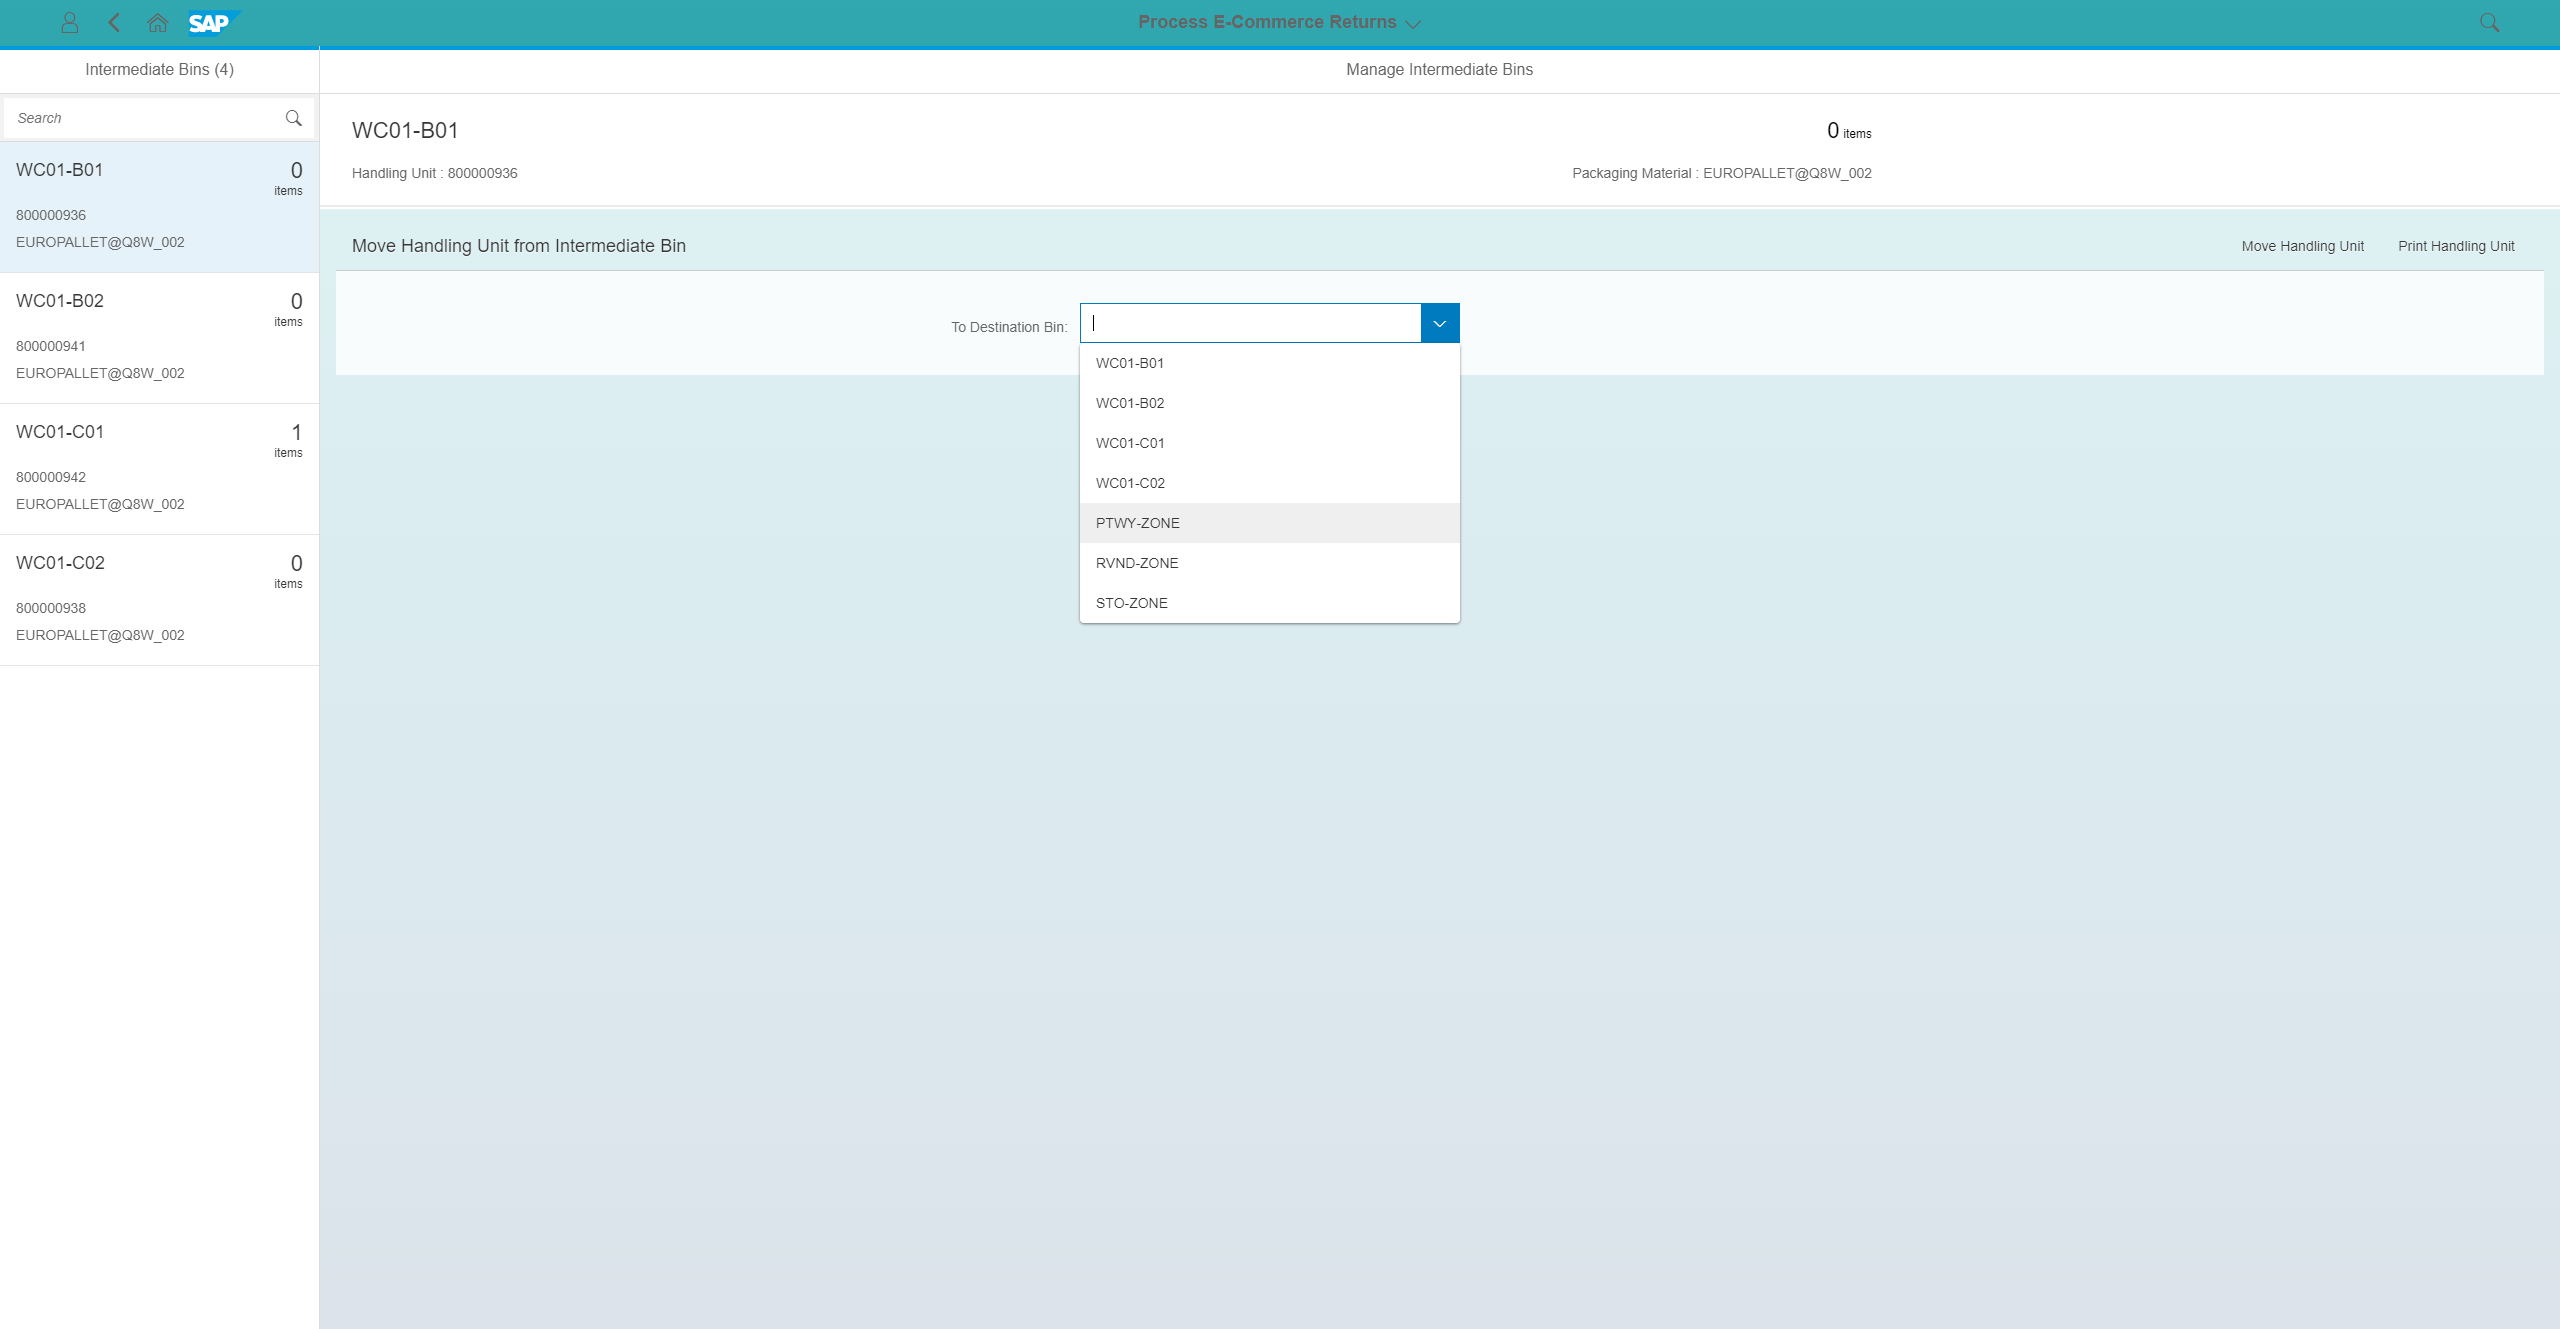 SAP
Process E-Commerce Returns
Intermediate Bins (4)
Manage Intermediate Bins
Search
WC01-B01
0
items
800000936
EUROPALLET@Q8W_002
WC01-B02
0
items
800000941
EUROPALLET@Q8W_002
WC01-C01
1
items
800000942
EUROPALLET@Q8W_002
WC01-C02
0
items
800000938
EUROPALLET@Q8W_002
WC01-B01
0 items
Handling Unit : 800000936
Packaging Material : EUROPALLET@Q8W_002
Move Handling Unit from Intermediate Bin
Move Handling Unit
Print Handling Unit
To Destination Bin:
WC01-B01
WC01-B02
WC01-C01
WC01-C02
PTWY-ZONE
RVND-ZONE
STO-ZONE